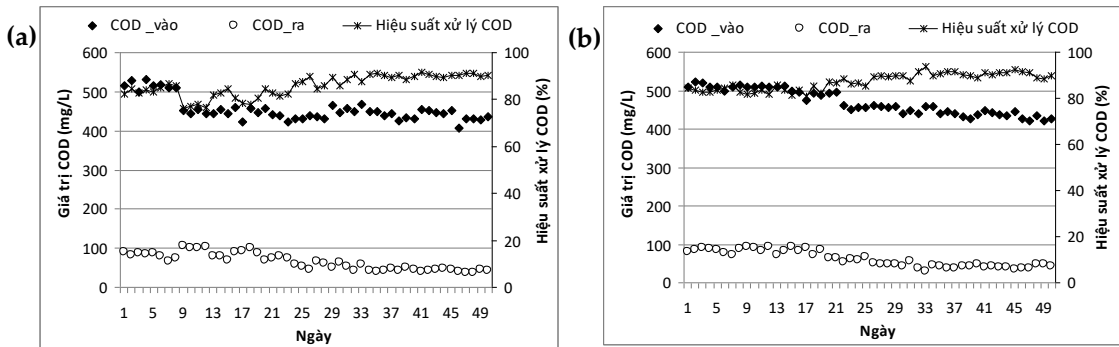 (a)
COD _vào
COD_ra
Hiệu suất xử lý COD
600
500
400
300
200
100
0
Giá trị COD (mg/L)
100
80
60
40
20
0
Hiệu suất xử lý COD (%)
1 5 9 13 17 21 25 29 33 37 41 45 49
Ngày
(b)
COD _vào
COD_ra
Hiệu suất xử lý COD
600
500
400
300
200
100
0
Giá trị COD (mg/L)
100
80
60
40
20
0
Hiệu suất xử lý COD (%)
1 5 9 13 17 21 25 29 33 37 41 45 49
Ngày